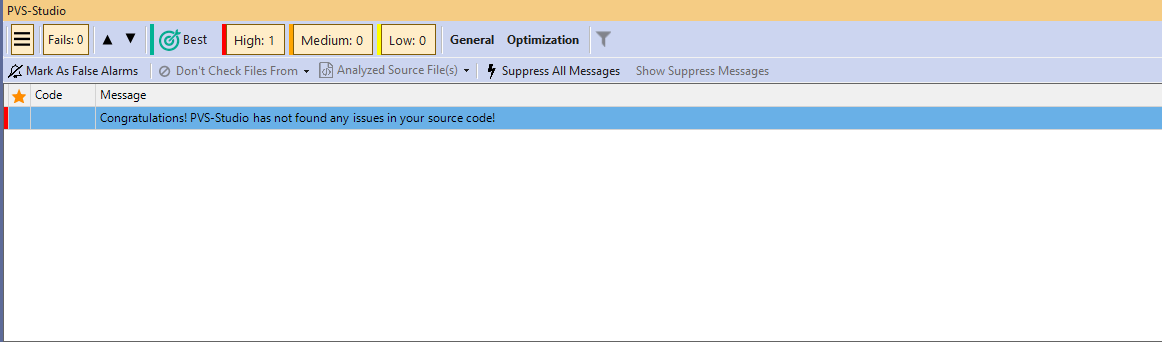 PVS-Studio
Fails: 0 Best High: 1 Medium: 0 Low: 0 General Optimization
Mark As False Alarms Don't Check Files From Analyzed Source File(s) Suppress All Messages Show Suppress Messages
Code Message
Congratulations! PVS-Studio has not found any issues in your source code!